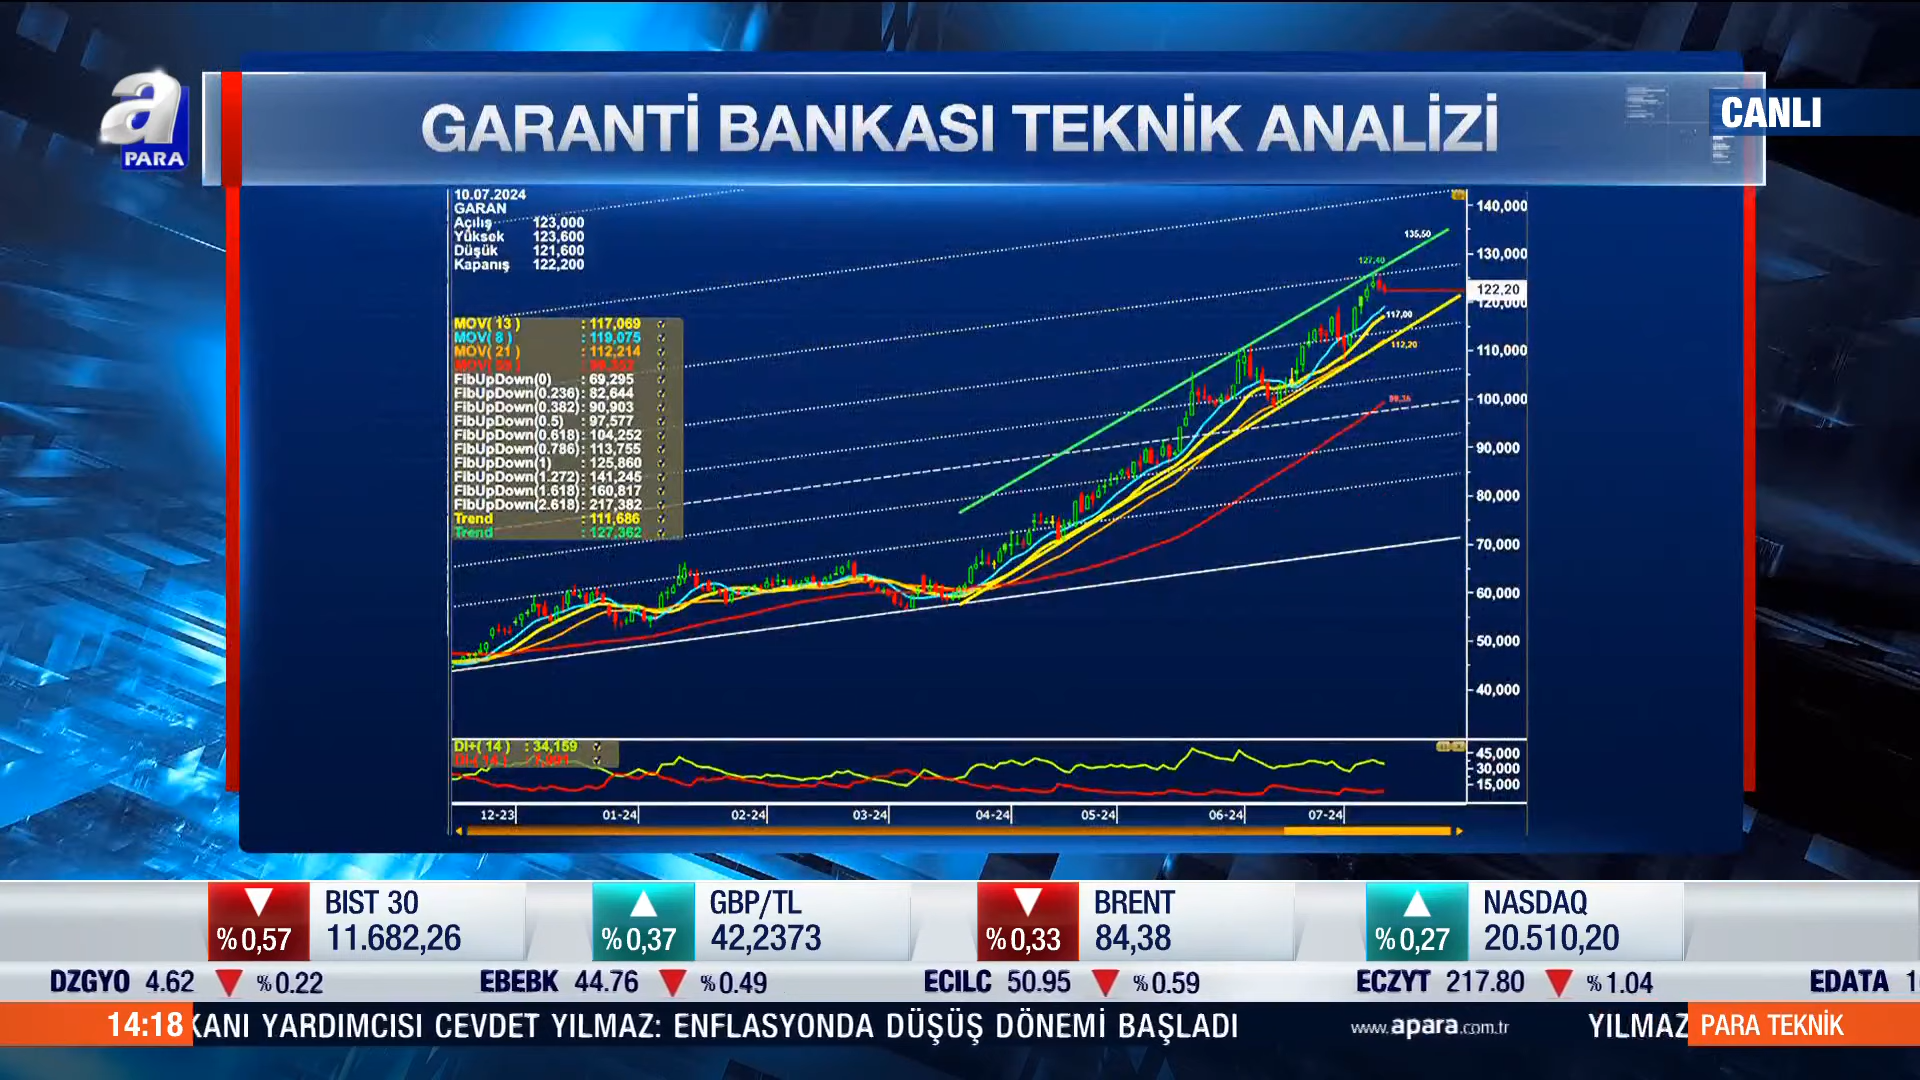 a
PARA
GARANTİ BANKASI TEKNİK ANALİZİ
CANLI
10.07.2024
GARAN
Açılış 123,000
Yüksek 123,600
Düşük 121,600
Kapanış 122,200
MOV( 13 ) : 117,069
MOV( 8 ) : 119,075
MOV( 21 ) : 112,214
FibUpDown(0) : 69,295
FibUpDown(0.236) : 82,644
FibUpDown(0.382) : 90,903
FibUpDown(0.5) : 97,577
FibUpDown(0.618) : 104,252
FibUpDown(0.786) : 113,755
FibUpDown(1) : 125,860
FibUpDown(1.272) : 141,245
FibUpDown(1.618) : 160,817
FibUpDown(2.618) : 217,382
Trend : 111,686
Trend : 127,362
135,50
127,40
117,00
112,20
140,000
130,000
122,20
120,000
110,000
100,000
90,000
80,000
70,000
60,000
50,000
40,000
DI+( 14 ) : 34,159
DI-( 14 )
45,000
30,000
15,000
12-23 01-24 02-24 03-24 04-24 05-24 06-24 07-24
%0,57 BIST 30 11.682,26
%0,37 GBP/TL 42,2373
%0,33 BRENT 84,38
%0,27 NASDAQ 20.510,20
DZGYO 4.62 %0.22 EBEBK 44.76 %0.49 ECILC 50.95 %0.59 ECZYT 217.80 %1.04 EDATA 1
14:18 KANI YARDIMCISI CEVDET YILMAZ: ENFLASYONDA DÜŞÜŞ DÖNEMİ BAŞLADI www.apara.com.tr YILMAZ PARA TEKNİK